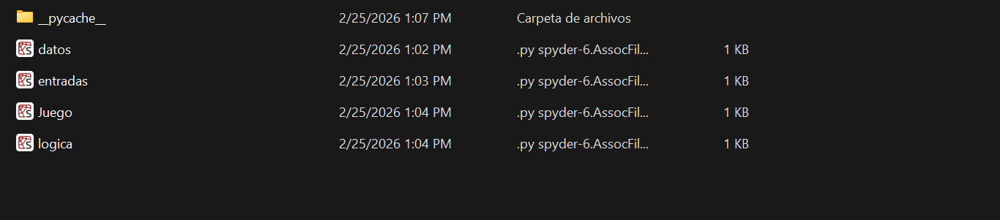 __pycache__ 2/25/2026 1:07 PM Carpeta de archivos
datos 2/25/2026 1:02 PM .py spyder-6.AssocFil... 1 KB
entradas 2/25/2026 1:03 PM .py spyder-6.AssocFil... 1 KB
Juego 2/25/2026 1:04 PM .py spyder-6.AssocFil... 1 KB
logica 2/25/2026 1:04 PM .py spyder-6.AssocFil... 1 KB